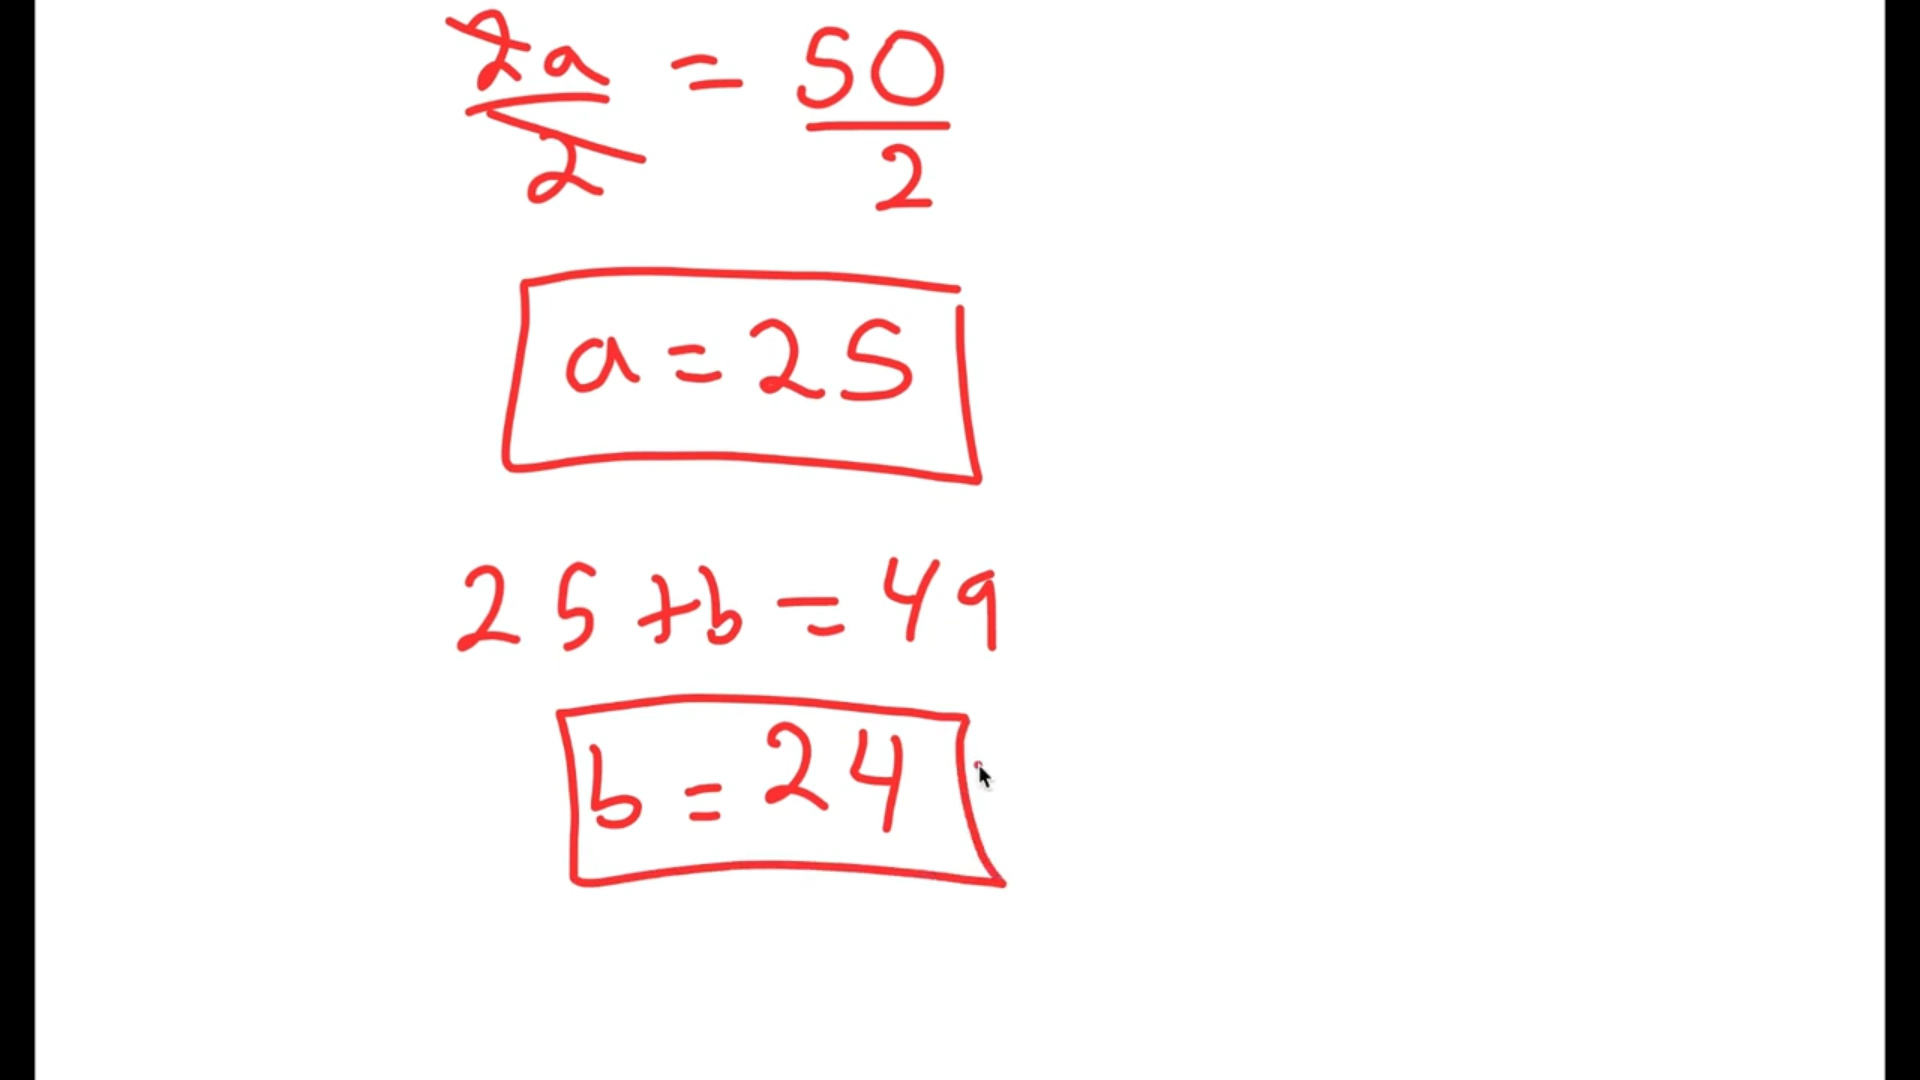 2a = 50
2 2
a = 25
25 + b = 49
b = 24